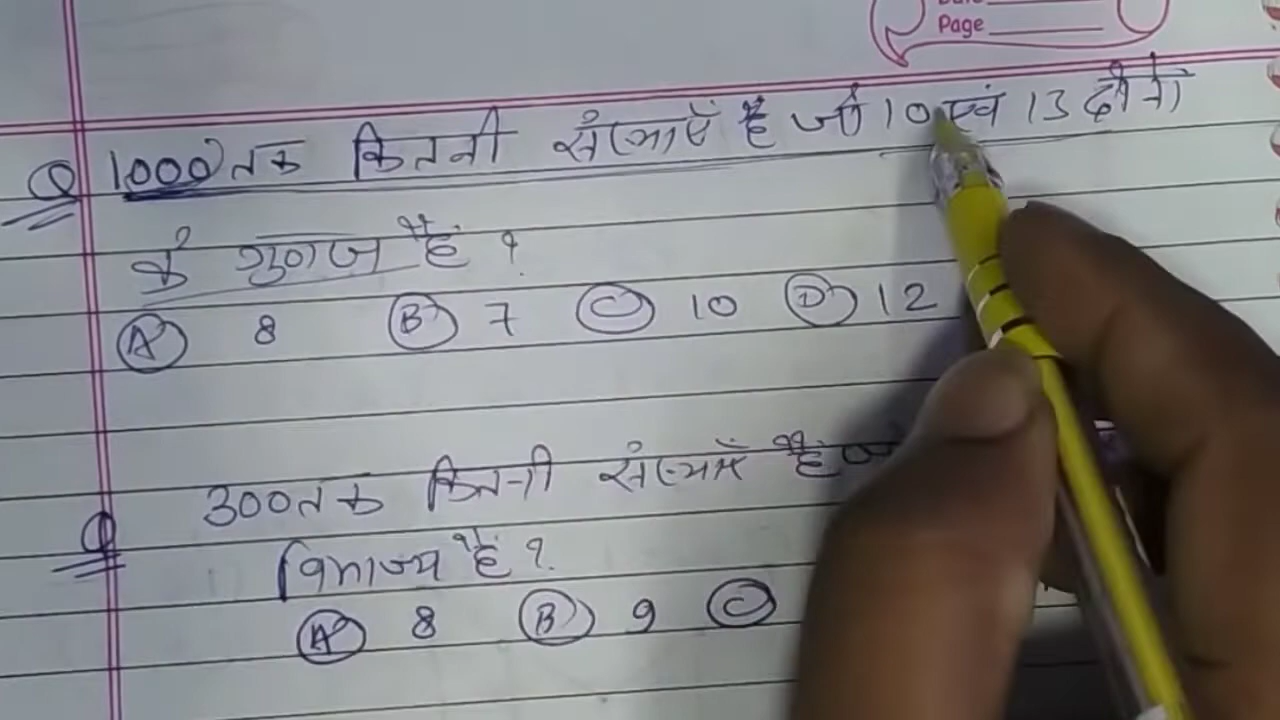 Page
Q 1000 तक कितनी संख्याएँ हैं जो 10 एवं 13 दोनों
के गुणज हैं ?
(A) 8 (B) 7 (C) 10 (D) 12
Q 300 तक कितनी संख्याएँ हैं
विभाज्य हैं ?
(A) 8 (B) 9 (C)